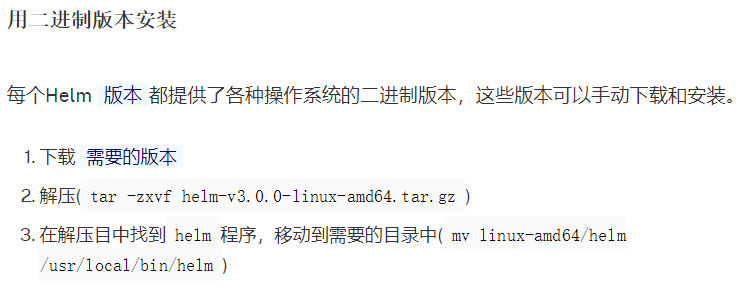 用二进制版本安装
每个Helm 版本 都提供了各种操作系统的二进制版本，这些版本可以手动下载和安装。
1. 下载 需要的版本
2. 解压( tar -zxvf helm-v3.0.0-linux-amd64.tar.gz )
3. 在解压目中找到 helm 程序，移动到需要的目录中( mv linux-amd64/helm
/usr/local/bin/helm )